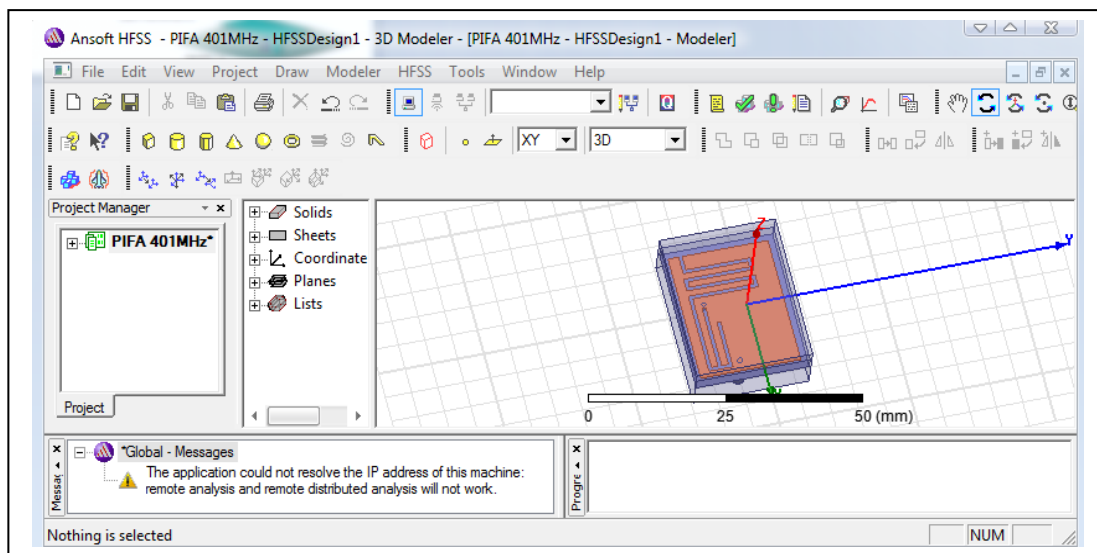 Ansoft HFSS - PIFA 401MHz - HFSSDesign1 - 3D Modeler - [PIFA 401MHz - HFSSDesign1 - Modeler]
File Edit View Project Draw Modeler HFSS Tools Window Help
XY 3D
Project Manager
PIFA 401MHz*
Project
Solids
Sheets
Coordinate
Planes
Lists
Z
Y
0 25 50 (mm)
*Global - Messages
The application could not resolve the IP address of this machine:
remote analysis and remote distributed analysis will not work.
Messag
Progre
Nothing is selected
NUM